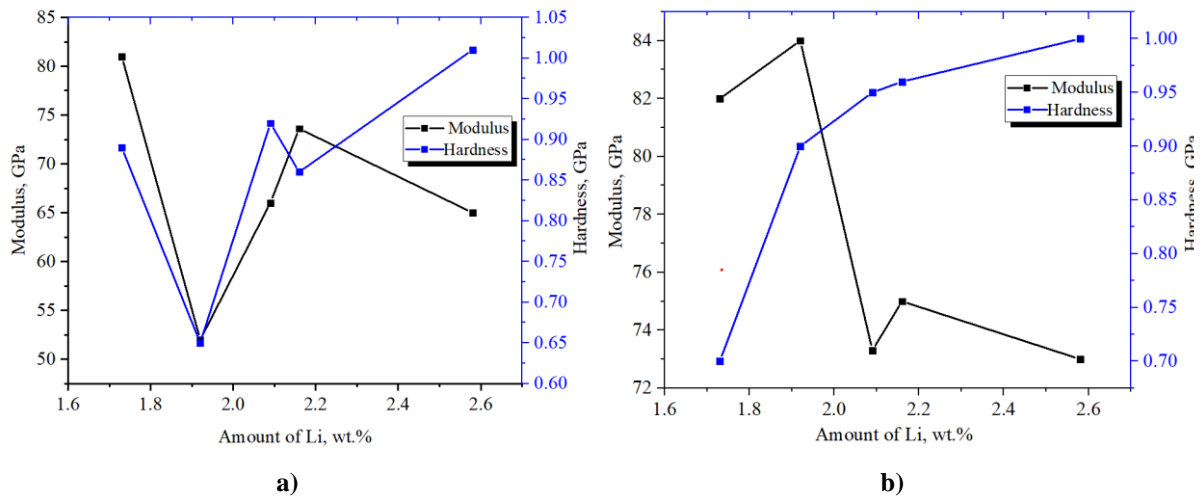 85
80
75
70
65
60
55
50
Modulus, GPa
1.05
1.00
0.95
0.90
0.85
0.80
0.75
0.70
0.65
0.60
Hardness, GPa
Modulus
Hardness
1.6 1.8 2.0 2.2 2.4 2.6
Amount of Li, wt.%
a)
84
82
80
78
76
74
72
Modulus, GPa
1.00
0.95
0.90
0.85
0.80
0.75
0.70
Hardness, GPa
Modulus
Hardness
1.6 1.8 2.0 2.2 2.4 2.6
Amount of Li, wt.%
b)